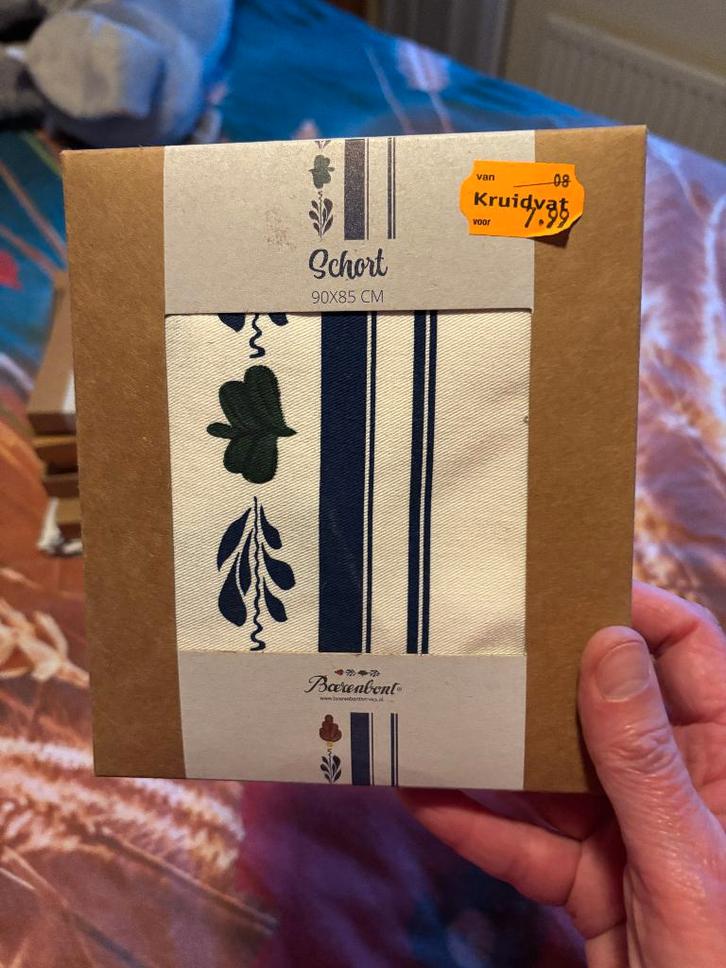 van 08
Kruidvat
voor 7.99
Schort
90X85 CM
Boerenbont®